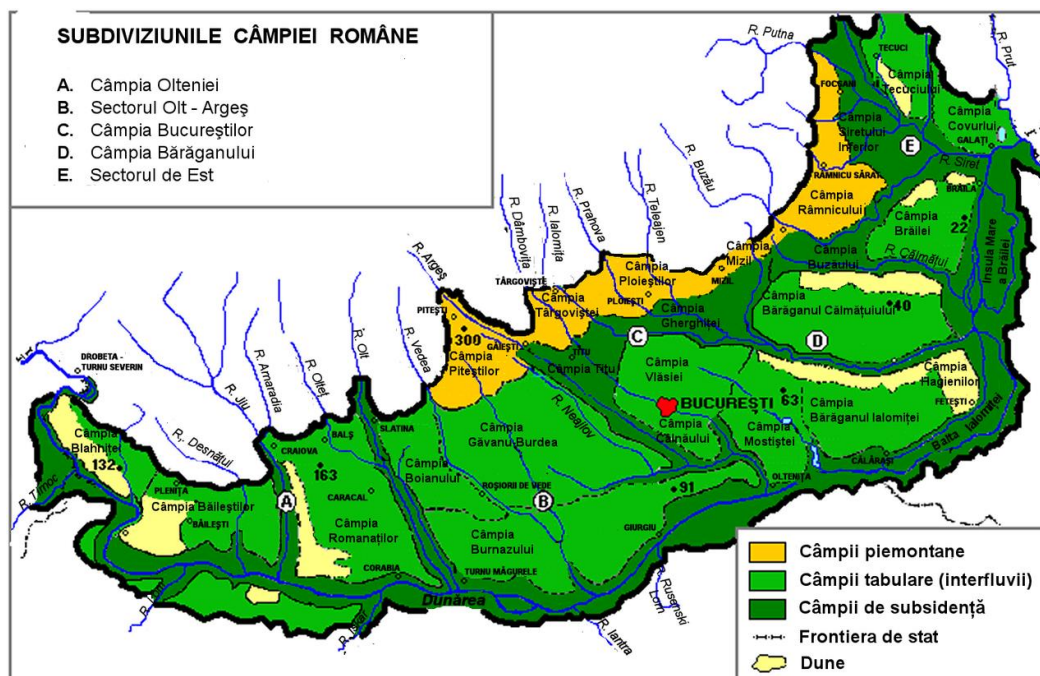 SUBDIVIZIUNILE CÂMPIEI ROMÂNE
A. Câmpia Olteniei
B. Sectorul Olt - Argeş
C. Câmpia Bucureştilor
D. Câmpia Bărăganului
E. Sectorul de Est
R. Putna
TECUCI
R. Prut
Câmpia
Tecuciului
FOCŞANI
Câmpia
Covurlui
GALAŢI
Câmpia
Siretului
Inferior
E
R. Siret
R. Buzău
RÂMNICU SĂRAT
Câmpia
Râmnicului
BRĂILA
Câmpia
Brăilei
22
Insula Mare
a Brăilei
R. Teleajen
R. Prahova
R. Ialomiţa
R. Dâmboviţa
R. Argeş
Câmpia
Mizil
MIZIL
Câmpia
Buzăului
R. Călmăţui
TÂRGOVIŞTE
Câmpia
Ploieştilor
PLOIEŞTI
Câmpia
Bărăganul Călmăţuiului
40
PITEŞTI
Câmpia
Târgoviştei
Câmpia
Gherghiţei
300
GĂIEŞTI
C
D
Câmpia
Piteştilor
TITU
Câmpia Titu
Câmpia
Vlăsiei
Câmpia
Hagienilor
FETEŞTI
R. Vedea
R. Olt
R. Olteţ
R. Amaradia
R. Jiu
R. Desnăţui
DROBETA -
TURNU SEVERIN
BUCUREŞTI
63
Câmpia
Bărăganul Ialomiţei
R. Neajlov
Câmpia
Câlnăului
Câmpia
Mostiştei
Balta Ialomiţei
CĂLĂRAŞI
SLATINA
BALŞ
Câmpia
Găvanu Burdea
Câmpia
Blahniţei
132
CRAIOVA
163
Câmpia
Boianului
ROŞIORII DE VEDE
B
91
OLTENIŢA
R. Timoc
PLENIŢA
Câmpia Băileştilor
BĂILEŞTI
A
CARACAL
Câmpia
Romanaţilor
Câmpia
Burnazului
GIURGIU
CORABIA
TURNU MĂGURELE
Dunărea
R. Iskar
R. Iantra
R. Rusenski
Lom
Câmpii piemontane
Câmpii tabulare (interfluvii)
Câmpii de subsidenţă
Frontiera de stat
Dune